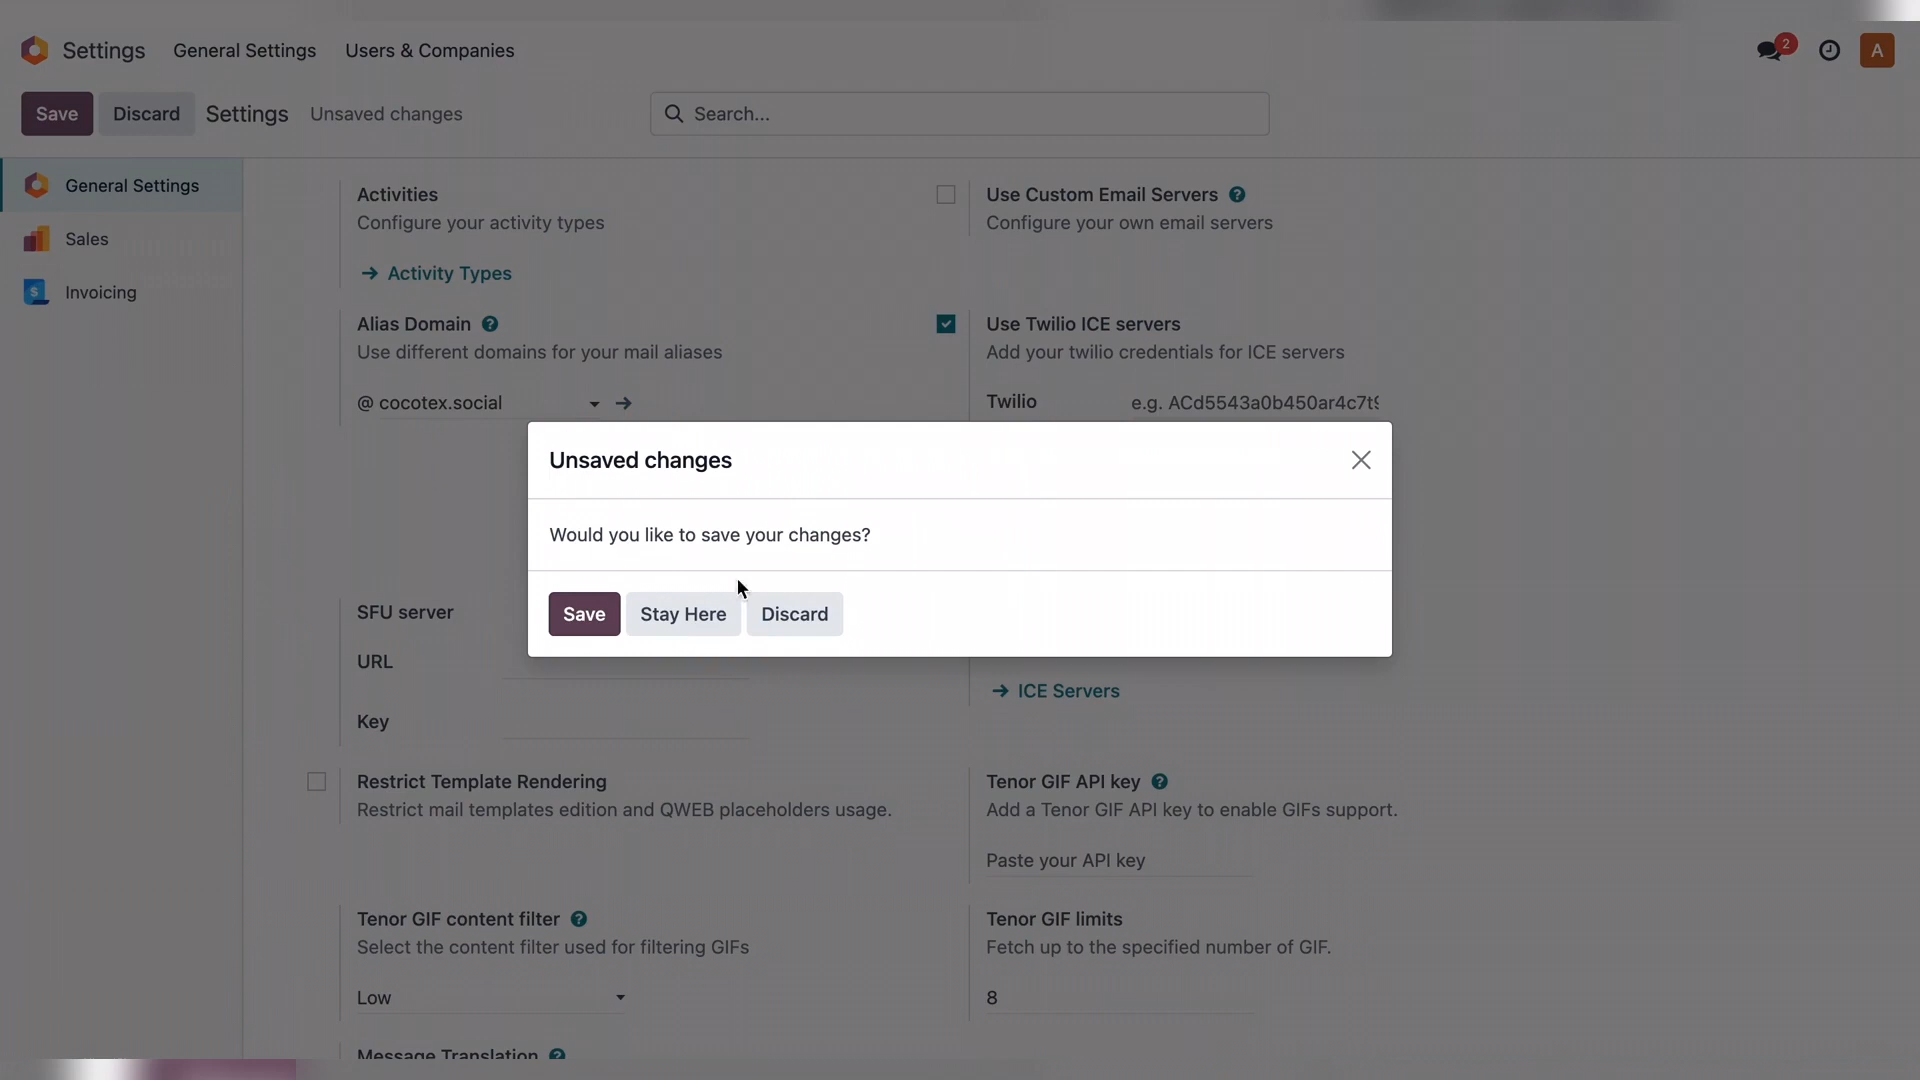 Settings General Settings Users & Companies 2 A
Save Discard Settings Unsaved changes Search...
General Settings
Sales
Invoicing
Activities
Configure your activity types
→ Activity Types
Use Custom Email Servers ?
Configure your own email servers
Alias Domain ?
Use different domains for your mail aliases
@ cocotex.social →
Use Twilio ICE servers
Add your twilio credentials for ICE servers
Twilio e.g. ACd5543a0b450ar4c7t9
Unsaved changes
Would you like to save your changes?
Save Stay Here Discard
SFU server
URL
Key
→ ICE Servers
Restrict Template Rendering
Restrict mail templates edition and QWEB placeholders usage.
Tenor GIF API key ?
Add a Tenor GIF API key to enable GIFs support.
Paste your API key
Tenor GIF content filter ?
Select the content filter used for filtering GIFs
Low
Tenor GIF limits
Fetch up to the specified number of GIF.
8
Message Translation ?